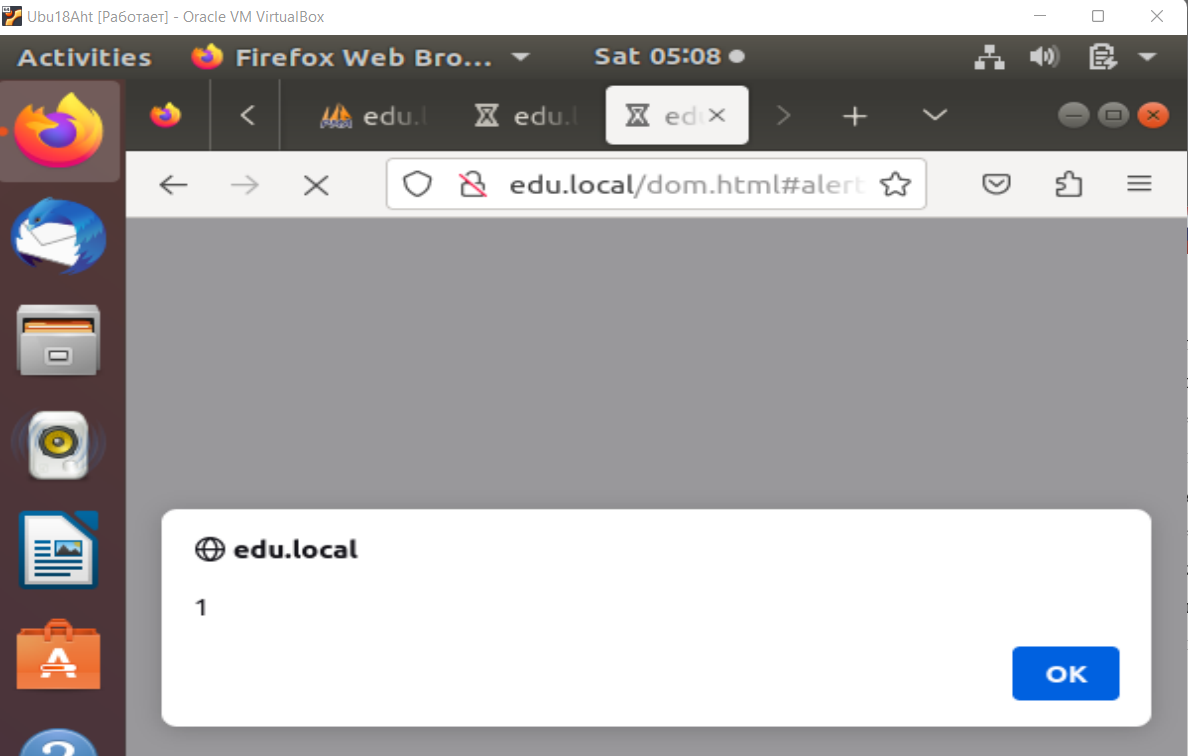 Ubu18Aht [Работает] - Oracle VM VirtualBox
Activities Firefox Web Bro... Sat 05:08
edu.l edu.l edu
edu.local/dom.html#alert
edu.local
1
OK